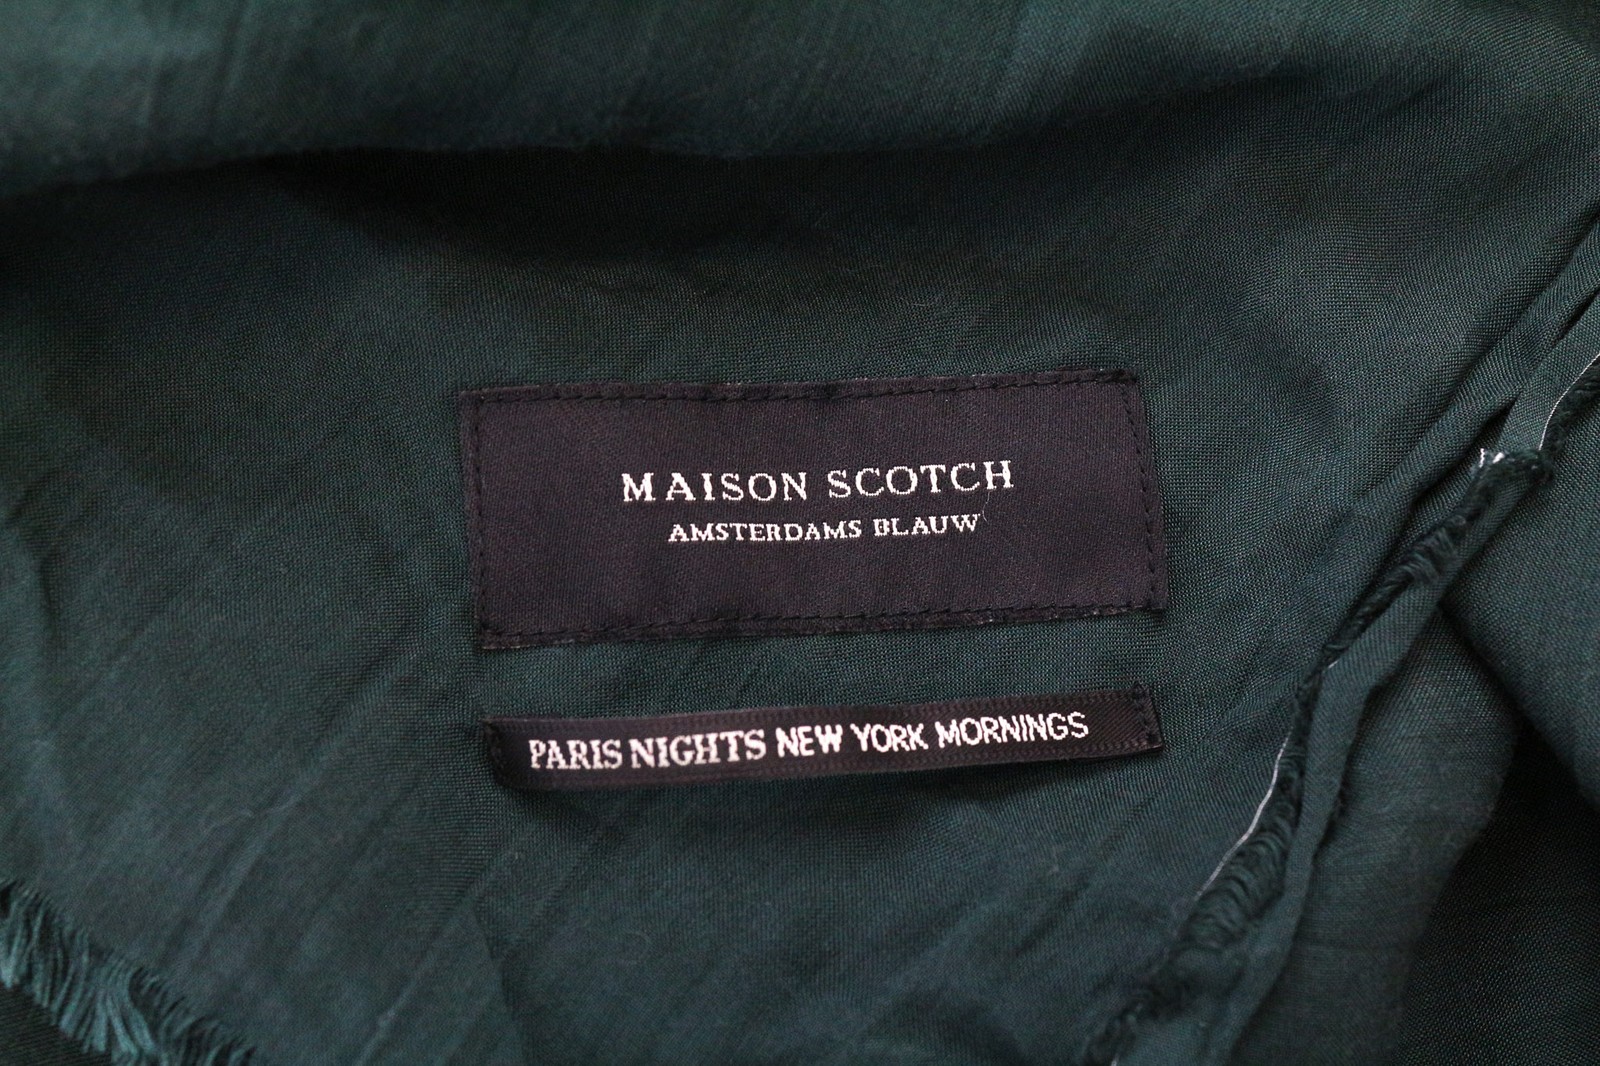 MAISON SCOTCH
AMSTERDAMS BLAUW
PARIS NIGHTS NEW YORK MORNINGS